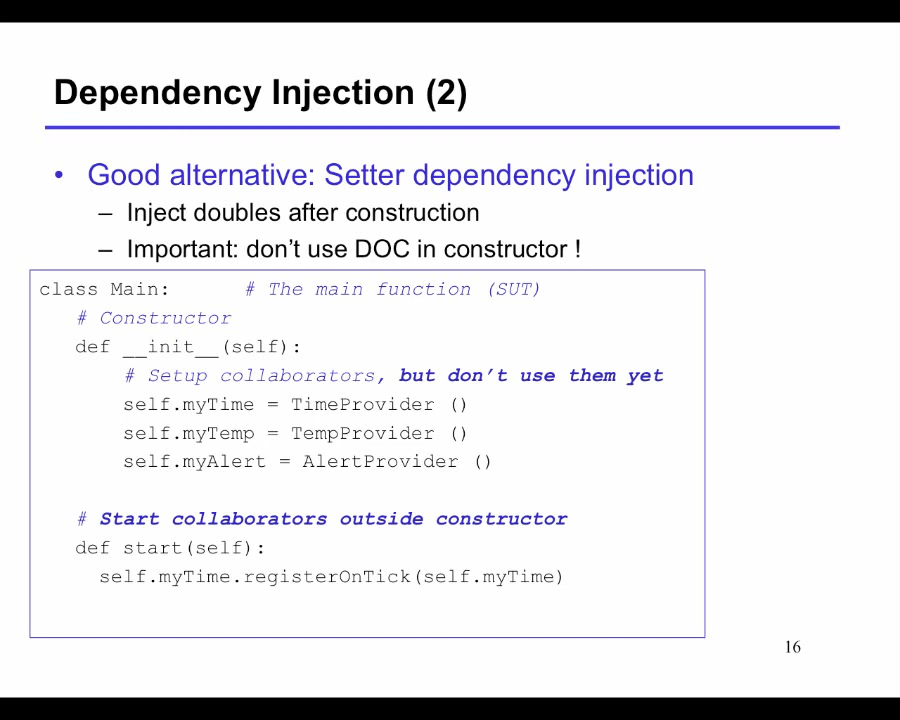 Dependency Injection (2)
• Good alternative: Setter dependency injection
– Inject doubles after construction
– Important: don’t use DOC in constructor !
class Main: # The main function (SUT)
# Constructor
def __init__(self):
# Setup collaborators, but don’t use them yet
self.myTime = TimeProvider ()
self.myTemp = TempProvider ()
self.myAlert = AlertProvider ()
# Start collaborators outside constructor
def start(self):
self.myTime.registerOnTick(self.myTime)
16